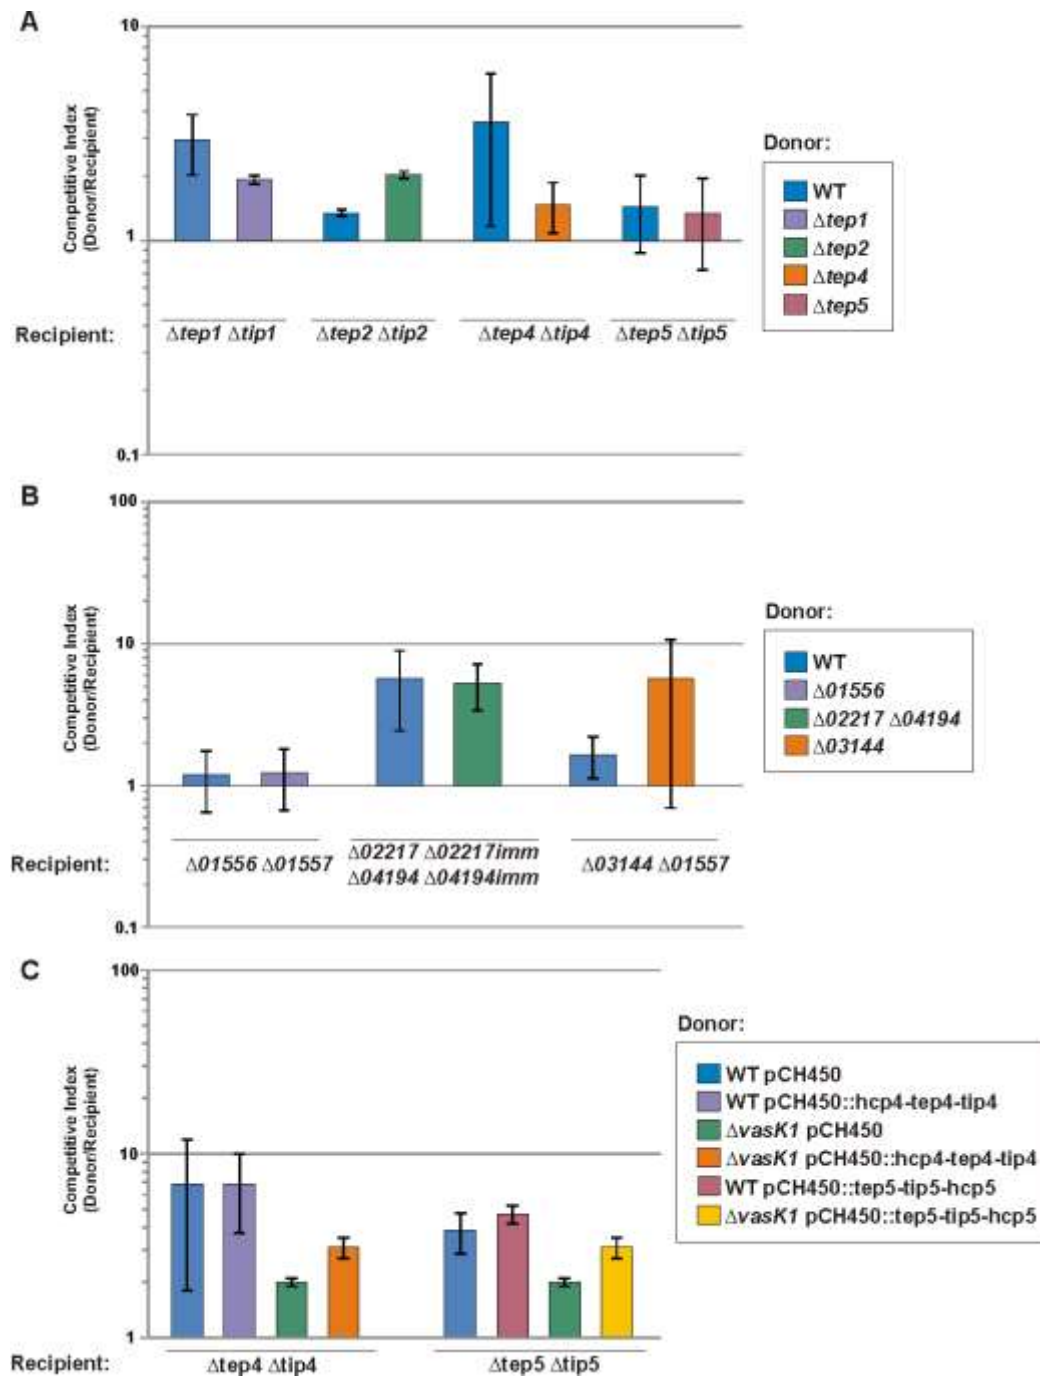 A
10
1
0.1
Competitive Index
(Donor/Recipient)
Recipient:
Δtep1 Δtip1
Δtep2 Δtip2
Δtep4 Δtip4
Δtep5 Δtip5
Donor:
WT
Δtep1
Δtep2
Δtep4
Δtep5
B
100
10
1
0.1
Competitive Index
(Donor/Recipient)
Recipient:
Δ01556 Δ01557
Δ02217 Δ02217imm
Δ04194 Δ04194imm
Δ03144 Δ01557
Donor:
WT
Δ01556
Δ02217 Δ04194
Δ03144
C
100
10
1
Competitive Index
(Donor/Recipient)
Recipient:
Δtep4 Δtip4
Δtep5 Δtip5
Donor:
WT pCH450
WT pCH450::hcp4-tep4-tip4
ΔvasK1 pCH450
ΔvasK1 pCH450::hcp4-tep4-tip4
WT pCH450::tep5-tip5-hcp5
ΔvasK1 pCH450::tep5-tip5-hcp5